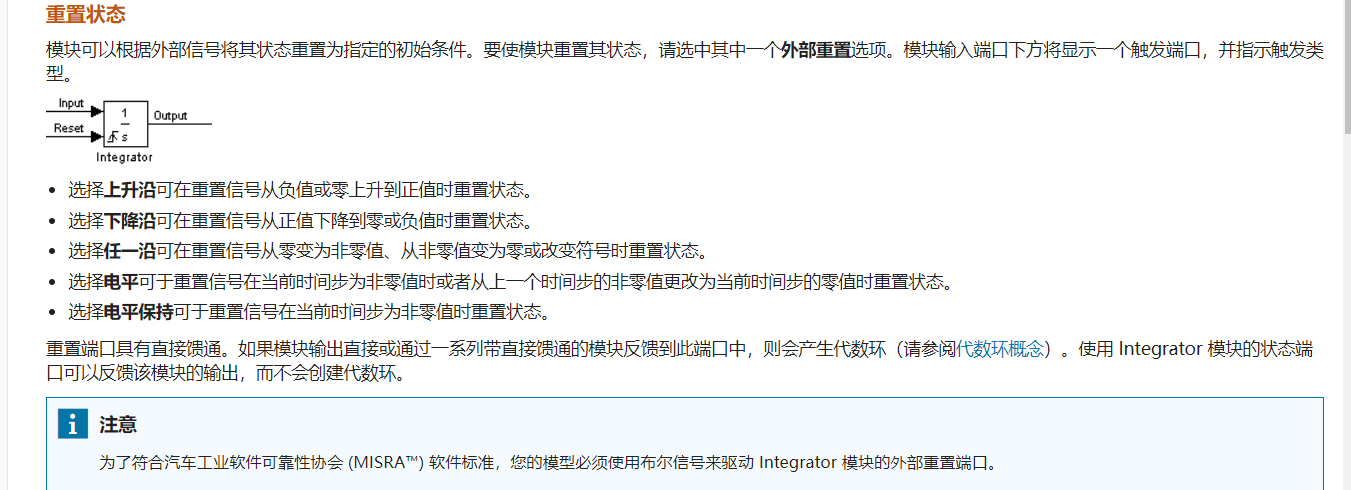 重置状态
模块可以根据外部信号将其状态重置为指定的初始条件。要使模块重置其状态，请选中其中一个外部重置选项。模块输入端口下方将显示一个触发端口，并指示触发类
型。
Input
1
Output
Reset
s
Integrator
• 选择上升沿可在重置信号从负值或零上升到正值时重置状态。
• 选择下降沿可在重置信号从正值下降到零或负值时重置状态。
• 选择任一沿可在重置信号从零变为非零值、从非零值变为零或改变符号时重置状态。
• 选择电平可于重置信号在当前时间步为非零值时或者从上一个时间步的非零值更改为当前时间步的零值时重置状态。
• 选择电平保持可于重置信号在当前时间步为非零值时重置状态。
重置端口具有直接馈通。如果模块输出直接或通过一系列带直接馈通的模块反馈到此端口中，则会产生代数环（请参阅代数环概念）。使用 Integrator 模块的状态端
口可以反馈该模块的输出，而不会创建代数环。
i 注意
为了符合汽车工业软件可靠性协会 (MISRA™) 软件标准，您的模型必须使用布尔信号来驱动 Integrator 模块的外部重置端口。